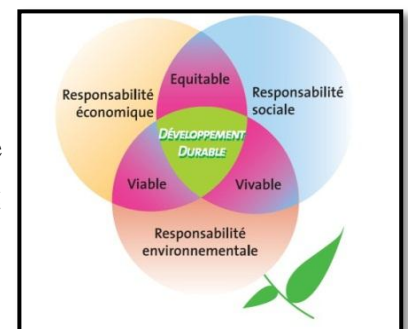 Equitable
Responsabilité
économique
Responsabilité
sociale
DÉVELOPPEMENT
DURABLE
Viable
Vivable
Responsabilité
environnementale